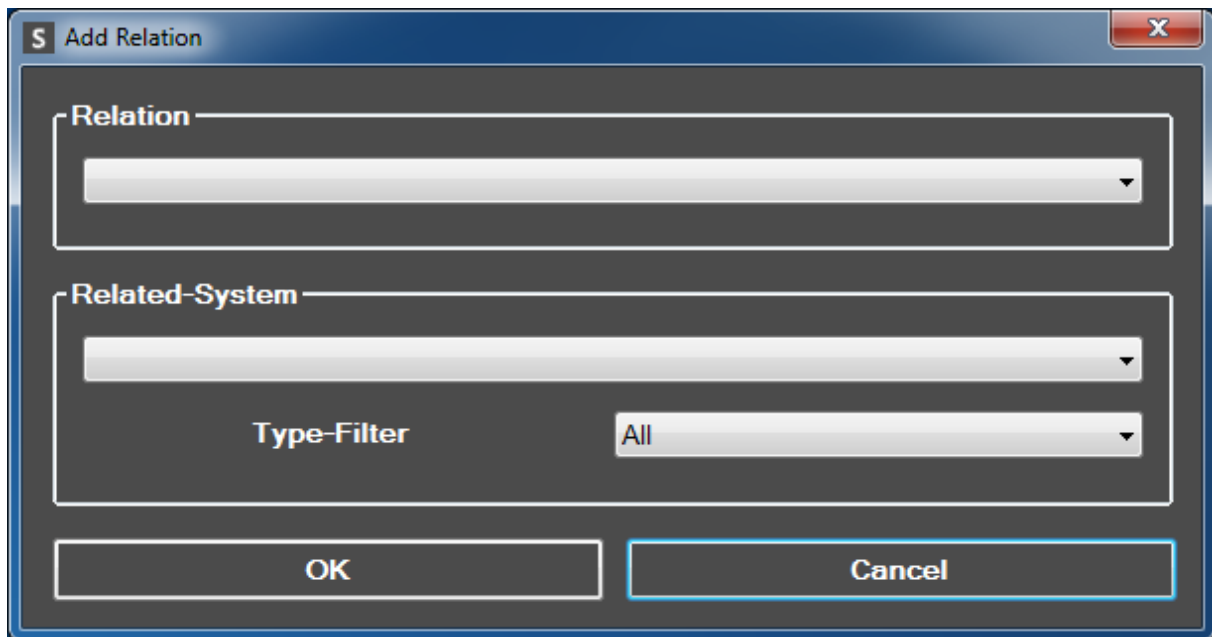 S Add Relation
Relation
Related-System
Type-Filter All
OK Cancel